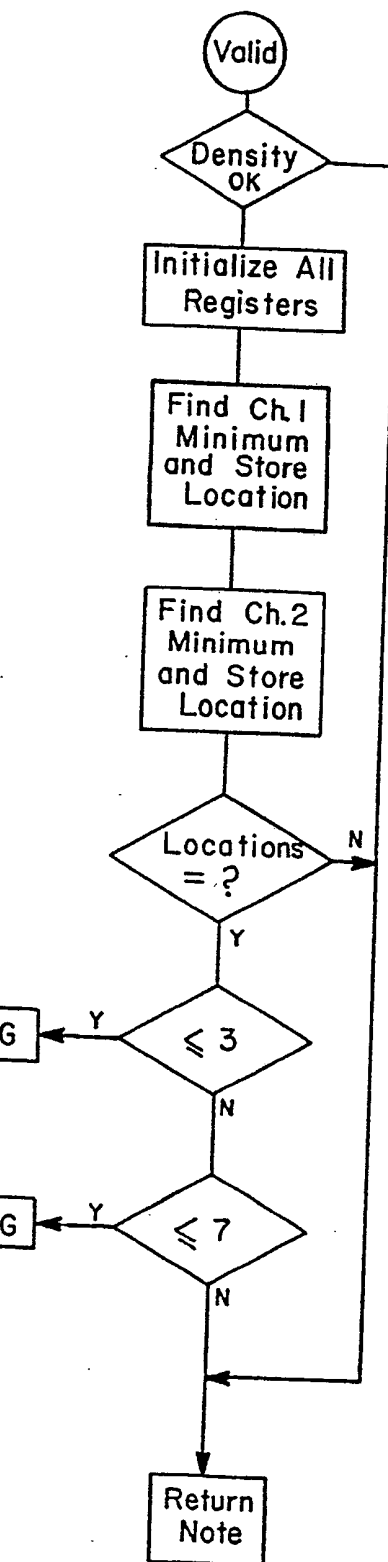 Valid
Density
OK
Initialize All
Registers
Find Ch.1
Minimum
and Store
Location
Find Ch.2
Minimum
and Store
Location
Locations
= ?
N
Y
≤ 3
Y
G
N
≤ 7
Y
G
N
Return
Note